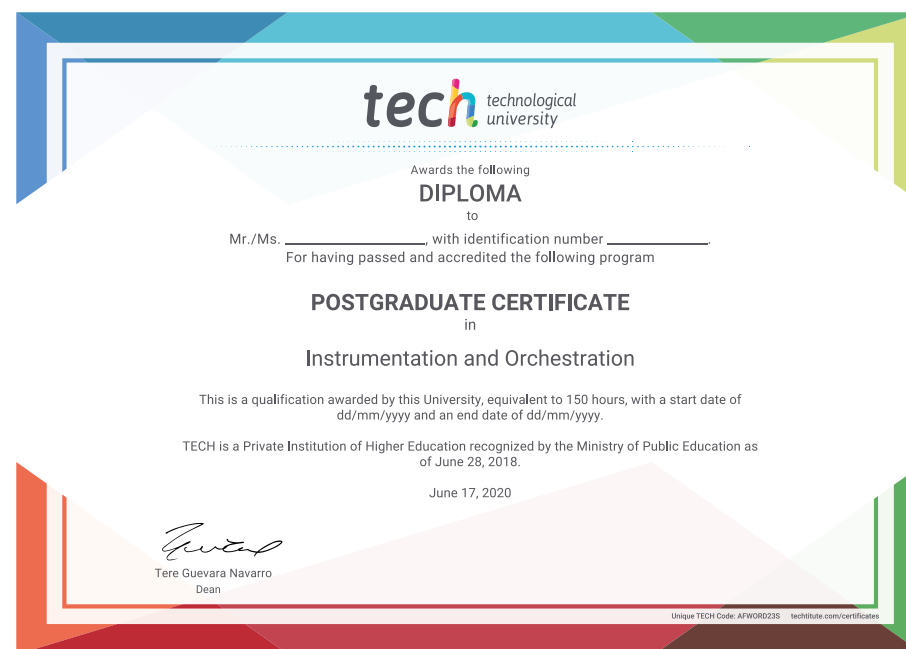 tech technological
university
Awards the following
DIPLOMA
to
Mr./Ms. ____________________, with identification number ______________.
For having passed and accredited the following program
POSTGRADUATE CERTIFICATE
in
Instrumentation and Orchestration
This is a qualification awarded by this University, equivalent to 150 hours, with a start date of
dd/mm/yyyy and an end date of dd/mm/yyyy.
TECH is a Private Institution of Higher Education recognized by the Ministry of Public Education as
of June 28, 2018.
June 17, 2020
Tere Guevara Navarro
Dean
Unique TECH Code: AFWORD23S techtitute.com/certificates